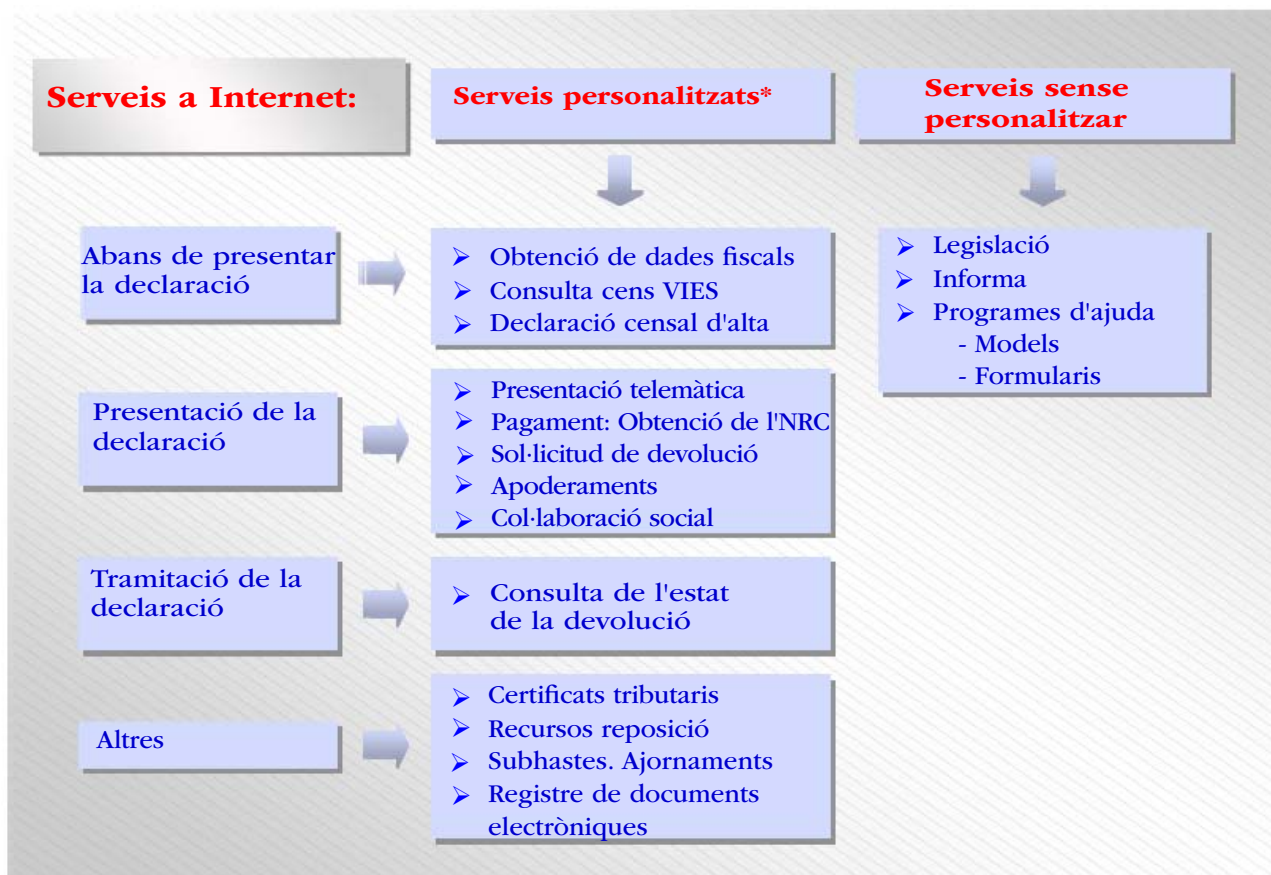 Serveis a Internet:
Serveis personalitzats*
Serveis sense
personalitzar
Abans de presentar
la declaració
➢ Obtenció de dades fiscals
➢ Consulta cens VIES
➢ Declaració censal d'alta
➢ Legislació
➢ Informa
➢ Programes d'ajuda
- Models
- Formularis
Presentació de la
declaració
➢ Presentació telemàtica
➢ Pagament: Obtenció de l'NRC
➢ Sol·licitud de devolució
➢ Apoderaments
➢ Col·laboració social
Tramitació de la
declaració
➢ Consulta de l'estat
de la devolució
Altres
➢ Certificats tributaris
➢ Recursos reposició
➢ Subhastes. Ajornaments
➢ Registre de documents
electròniques